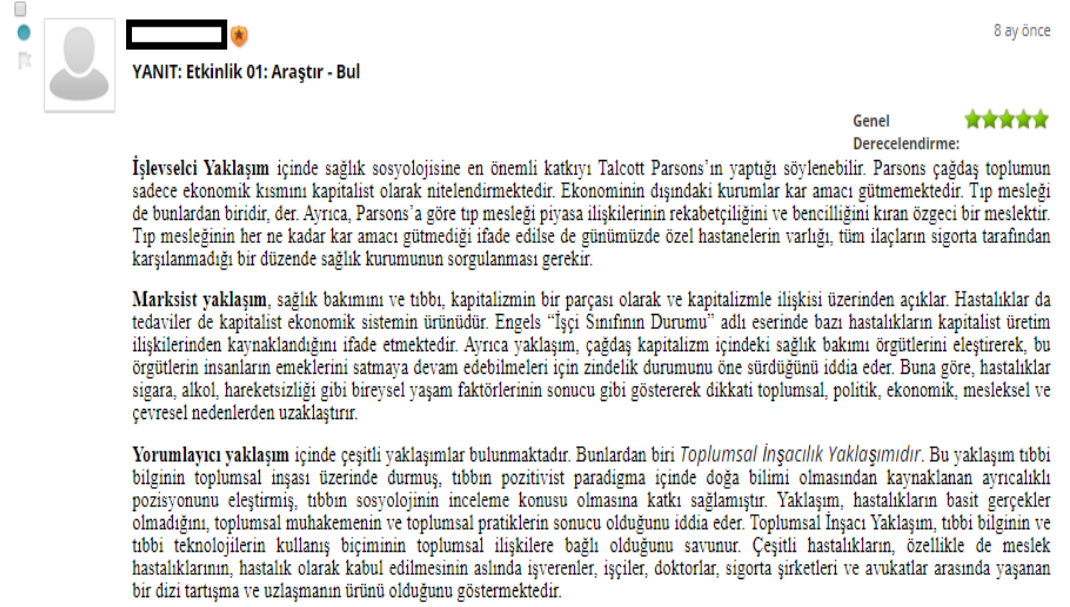 8 ay önce
YANIT: Etkinlik 01: Araştır - Bul
Genel
Derecelendirme:
İşlevselci Yaklaşım içinde sağlık sosyolojisine en önemli katkıyı Talcott Parsons’ın yaptığı söylenebilir. Parsons çağdaş toplumun
sadece ekonomik kısmını kapitalist olarak nitelendirmektedir. Ekonominin dışındaki kurumlar kar amacı gütmemektedir. Tıp mesleği
de bunlardan biridir, der. Ayrıca, Parsons’a göre tıp mesleği piyasa ilişkilerinin rekabetçiliğini ve bencilliğini kıran özgeci bir meslektir.
Tıp mesleğinin her ne kadar kar amacı gütmediği ifade edilse de günümüzde özel hastanelerin varlığı, tüm ilaçların sigorta tarafından
karşılanmadığı bir düzende sağlık kurumunun sorgulanması gerekir.
Marksist yaklaşım, sağlık bakımını ve tıbbı, kapitalizmin bir parçası olarak ve kapitalizmle ilişkisi üzerinden açıklar. Hastalıklar da
tedaviler de kapitalist ekonomik sistemin ürünüdür. Engels “İşçi Sınıfının Durumu” adlı eserinde bazı hastalıkların kapitalist üretim
ilişkilerinden kaynaklandığını ifade etmektedir. Ayrıca yaklaşım, çağdaş kapitalizm içindeki sağlık bakımı örgütlerini eleştirerek, bu
örgütlerin insanların emeklerini satmaya devam edebilmeleri için zindelik durumunu öne sürdüğünü iddia eder. Buna göre, hastalıklar
sigara, alkol, hareketsizliği gibi bireysel yaşam faktörlerinin sonucu gibi göstererek dikkati toplumsal, politik, ekonomik, mesleksel ve
çevresel nedenlerden uzaklaştırır.
Yorumlayıcı yaklaşım içinde çeşitli yaklaşımlar bulunmaktadır. Bunlardan biri Toplumsal İnşacılık Yaklaşımıdır. Bu yaklaşım tıbbi
bilginin toplumsal inşası üzerinde durmuş, tıbbın pozitivist paradigma içinde doğa bilimi olmasından kaynaklanan ayrıcalıklı
pozisyonunu eleştirmiş, tıbbın sosyolojinin inceleme konusu olmasına katkı sağlamıştır. Yaklaşım, hastalıkların basit gerçekler
olmadığını, toplumsal muhakemenin ve toplumsal pratiklerin sonucu olduğunu iddia eder. Toplumsal İnşacı Yaklaşım, tıbbi bilginin ve
tıbbi teknolojilerin kullanış biçiminin toplumsal ilişkilere bağlı olduğunu savunur. Çeşitli hastalıkların, özellikle de meslek
hastalıklarının, hastalık olarak kabul edilmesinin aslında işverenler, işçiler, doktorlar, sigorta şirketleri ve avukatlar arasında yaşanan
bir dizi tartışma ve uzlaşmanın ürünü olduğunu göstermektedir.